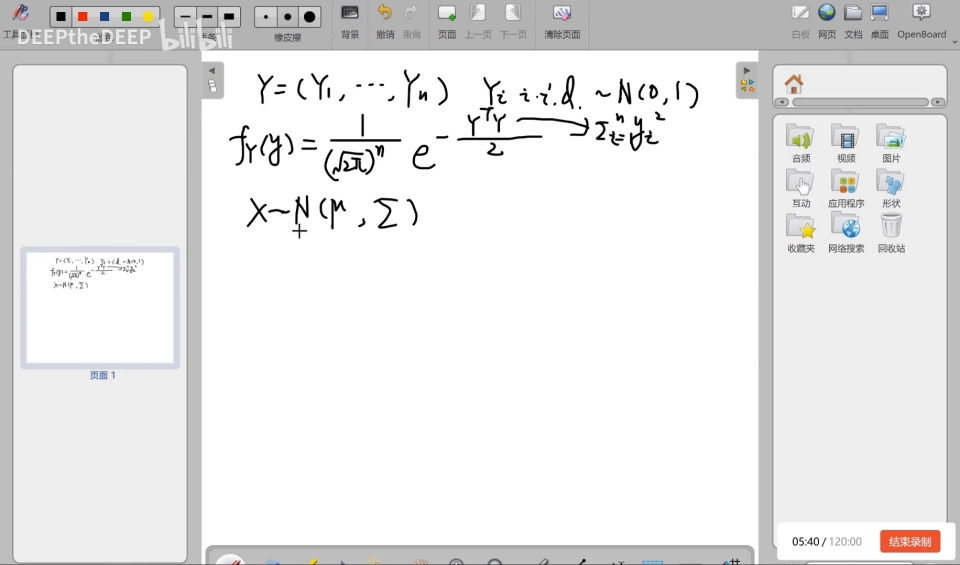 DEEPtheDEEP bilibili
橡皮擦
背景
撤销
重做
页面
上一页
下一页
清除页面
白板
网页
文档
桌面
OpenBoard
Y=(Y₁, ⋯, Yₙ) Yᵢ i.i.d. ~N(0,1)
f_Y(y)= 1/(√2π)ⁿ e^(-YᵀY/2) → Σᵢ₌ⁿ yᵢ²
X~N(μ, Σ)
页面 1
音频
视频
图片
互动
应用程序
形状
收藏夹
网络搜索
回收站
05:40 / 120:00
结束录制